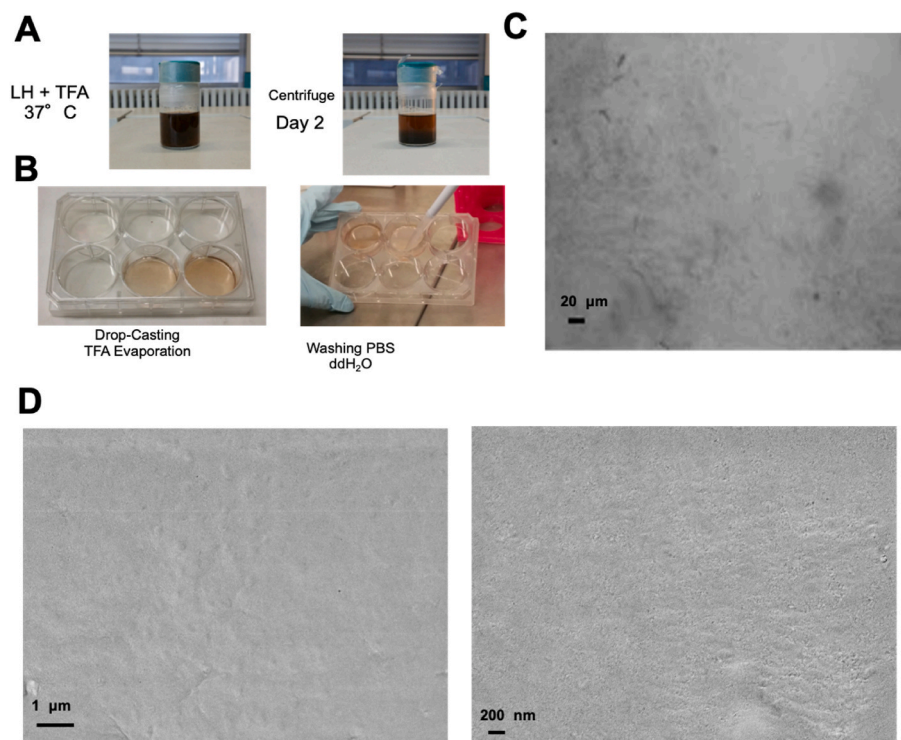 A
LH + TFA
37° C
Centrifuge
Day 2
B
Drop-Casting
TFA Evaporation
Washing PBS
ddH₂O
C
20 μm
D
1 μm
200 nm